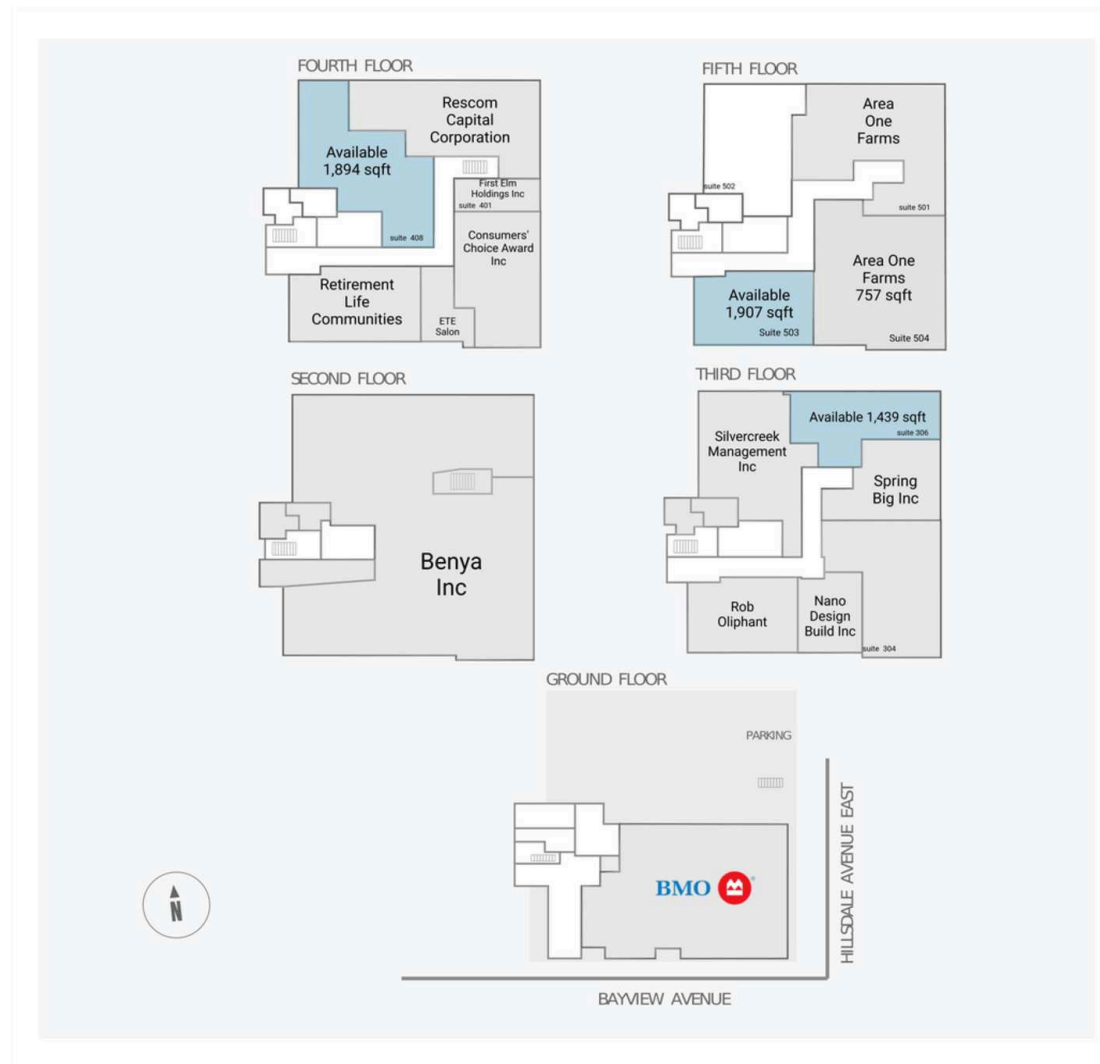 FOURTH FLOOR
Rescom
Capital
Corporation
Available
1,894 sqft
First Elm
Holdings Inc
suite 401
suite 408
Consumers'
Choice Award
Inc
Retirement
Life
Communities
ETE
Salon
FIFTH FLOOR
Area
One
Farms
suite 502
suite 501
Area One
Farms
757 sqft
Available
1,907 sqft
Suite 503
Suite 504
SECOND FLOOR
Benya
Inc
THIRD FLOOR
Available 1,439 sqft
suite 306
Silvercreek
Management
Inc
Spring
Big Inc
Rob
Oliphant
Nano
Design
Build Inc
suite 304
GROUND FLOOR
PARKING
BMO
HILLSDALE AVENUE EAST
N
BAYVIEW AVENUE